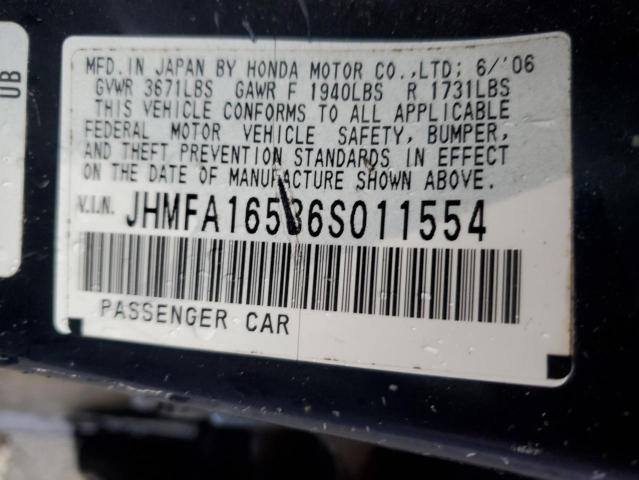 UB
MFD. IN JAPAN BY HONDA MOTOR CO.,LTD; 6/'06
GVWR 3671LBS GAWR F 1940LBS R 1731LBS
THIS VEHICLE CONFORMS TO ALL APPLICABLE
FEDERAL MOTOR VEHICLE SAFETY, BUMPER,
AND THEFT PREVENTION STANDARDS IN EFFECT
ON THE DATE OF MANUFACTURE SHOWN ABOVE.
V.I.N. JHMFA16536S011554
PASSENGER CAR